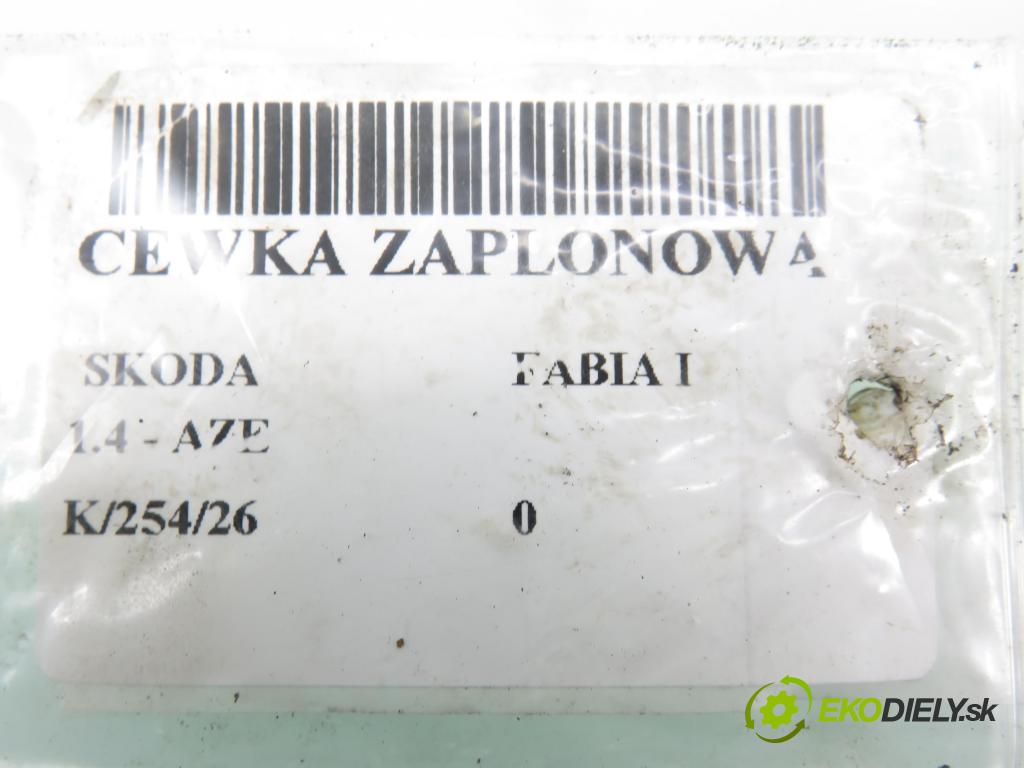 CEWKA ZAPLONOWA
SKODA FABIA I
1.4 - AZE
K/254/26 0
EKODIELY.sk